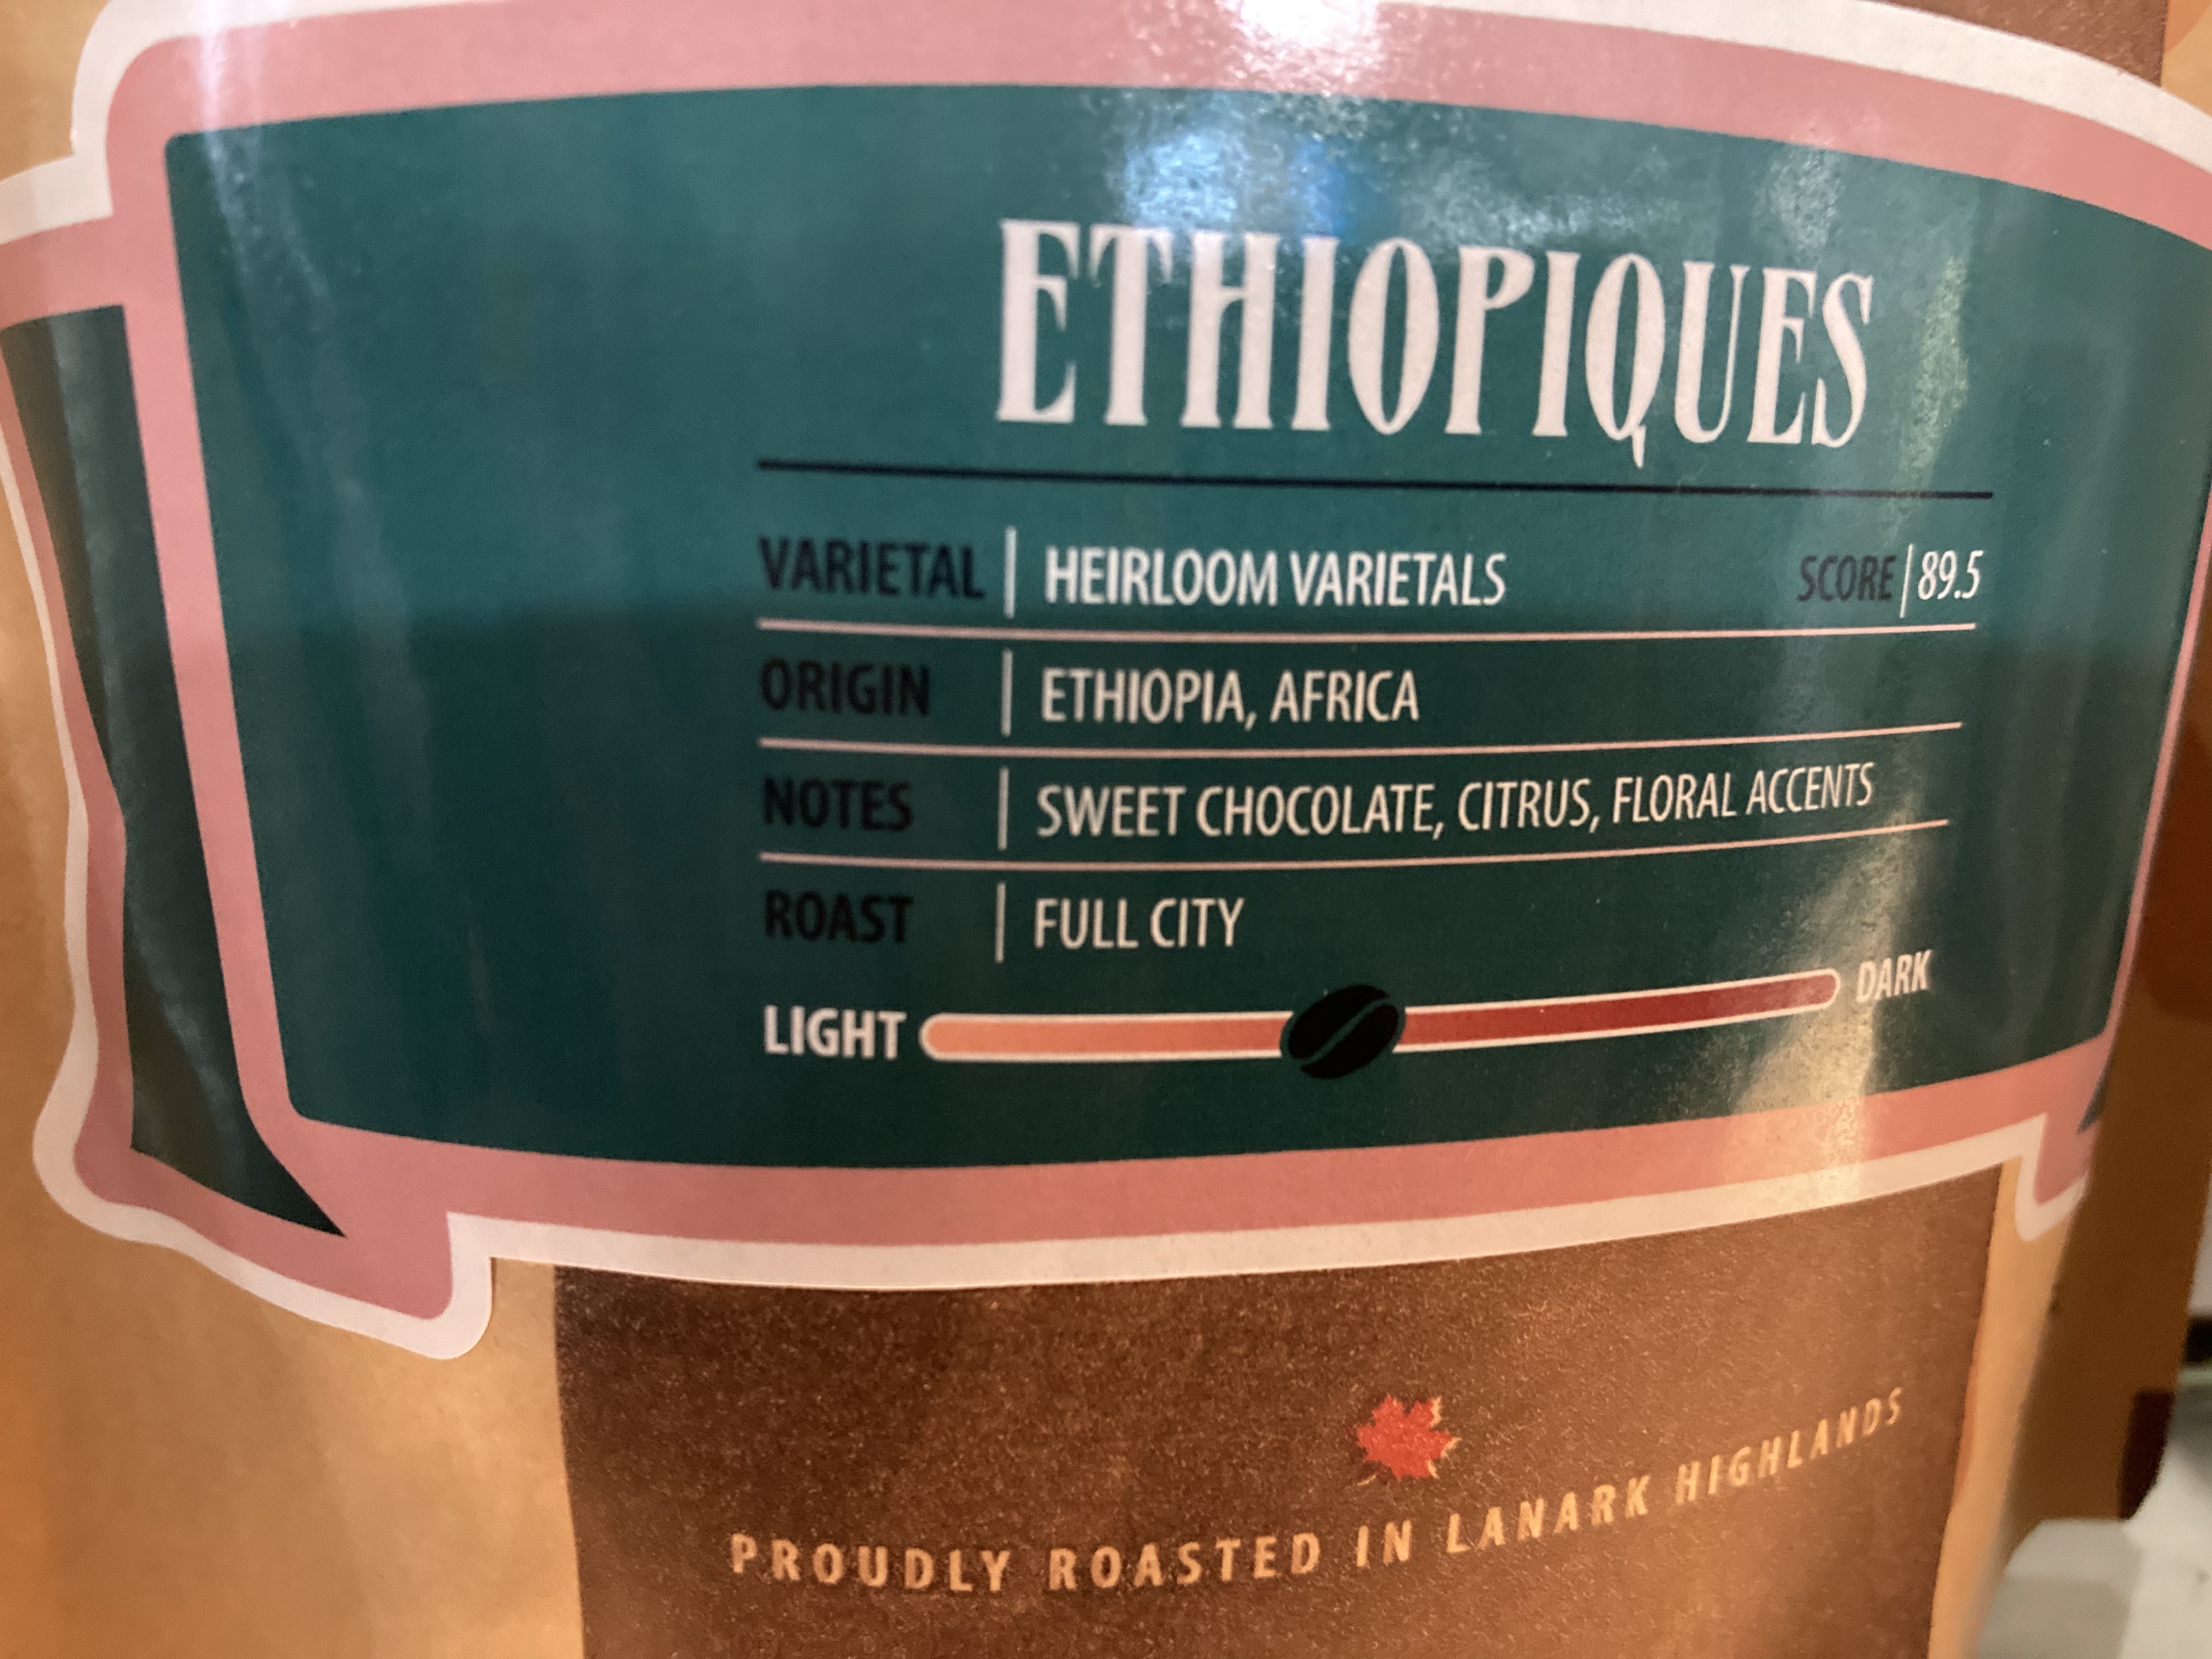 ETHIOPIQUES
VARIETAL | HEIRLOOM VARIETALS SCORE | 89.5
ORIGIN | ETHIOPIA, AFRICA
NOTES | SWEET CHOCOLATE, CITRUS, FLORAL ACCENTS
ROAST | FULL CITY
LIGHT DARK
PROUDLY ROASTED IN LANARK HIGHLANDS